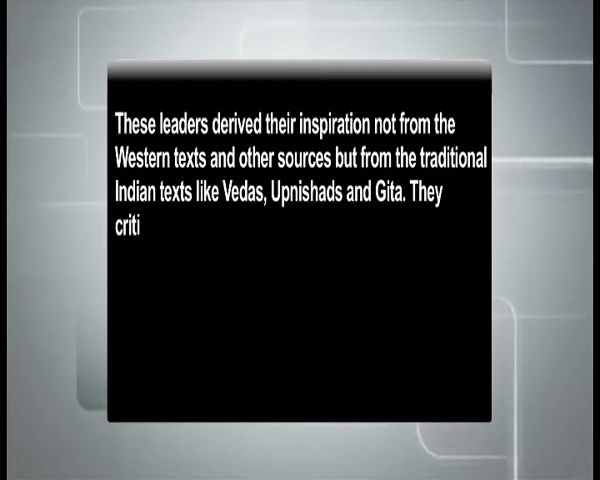 These leaders derived their inspiration not from the
Western texts and other sources but from the traditional
Indian texts like Vedas, Upnishads and Gita. They
criti